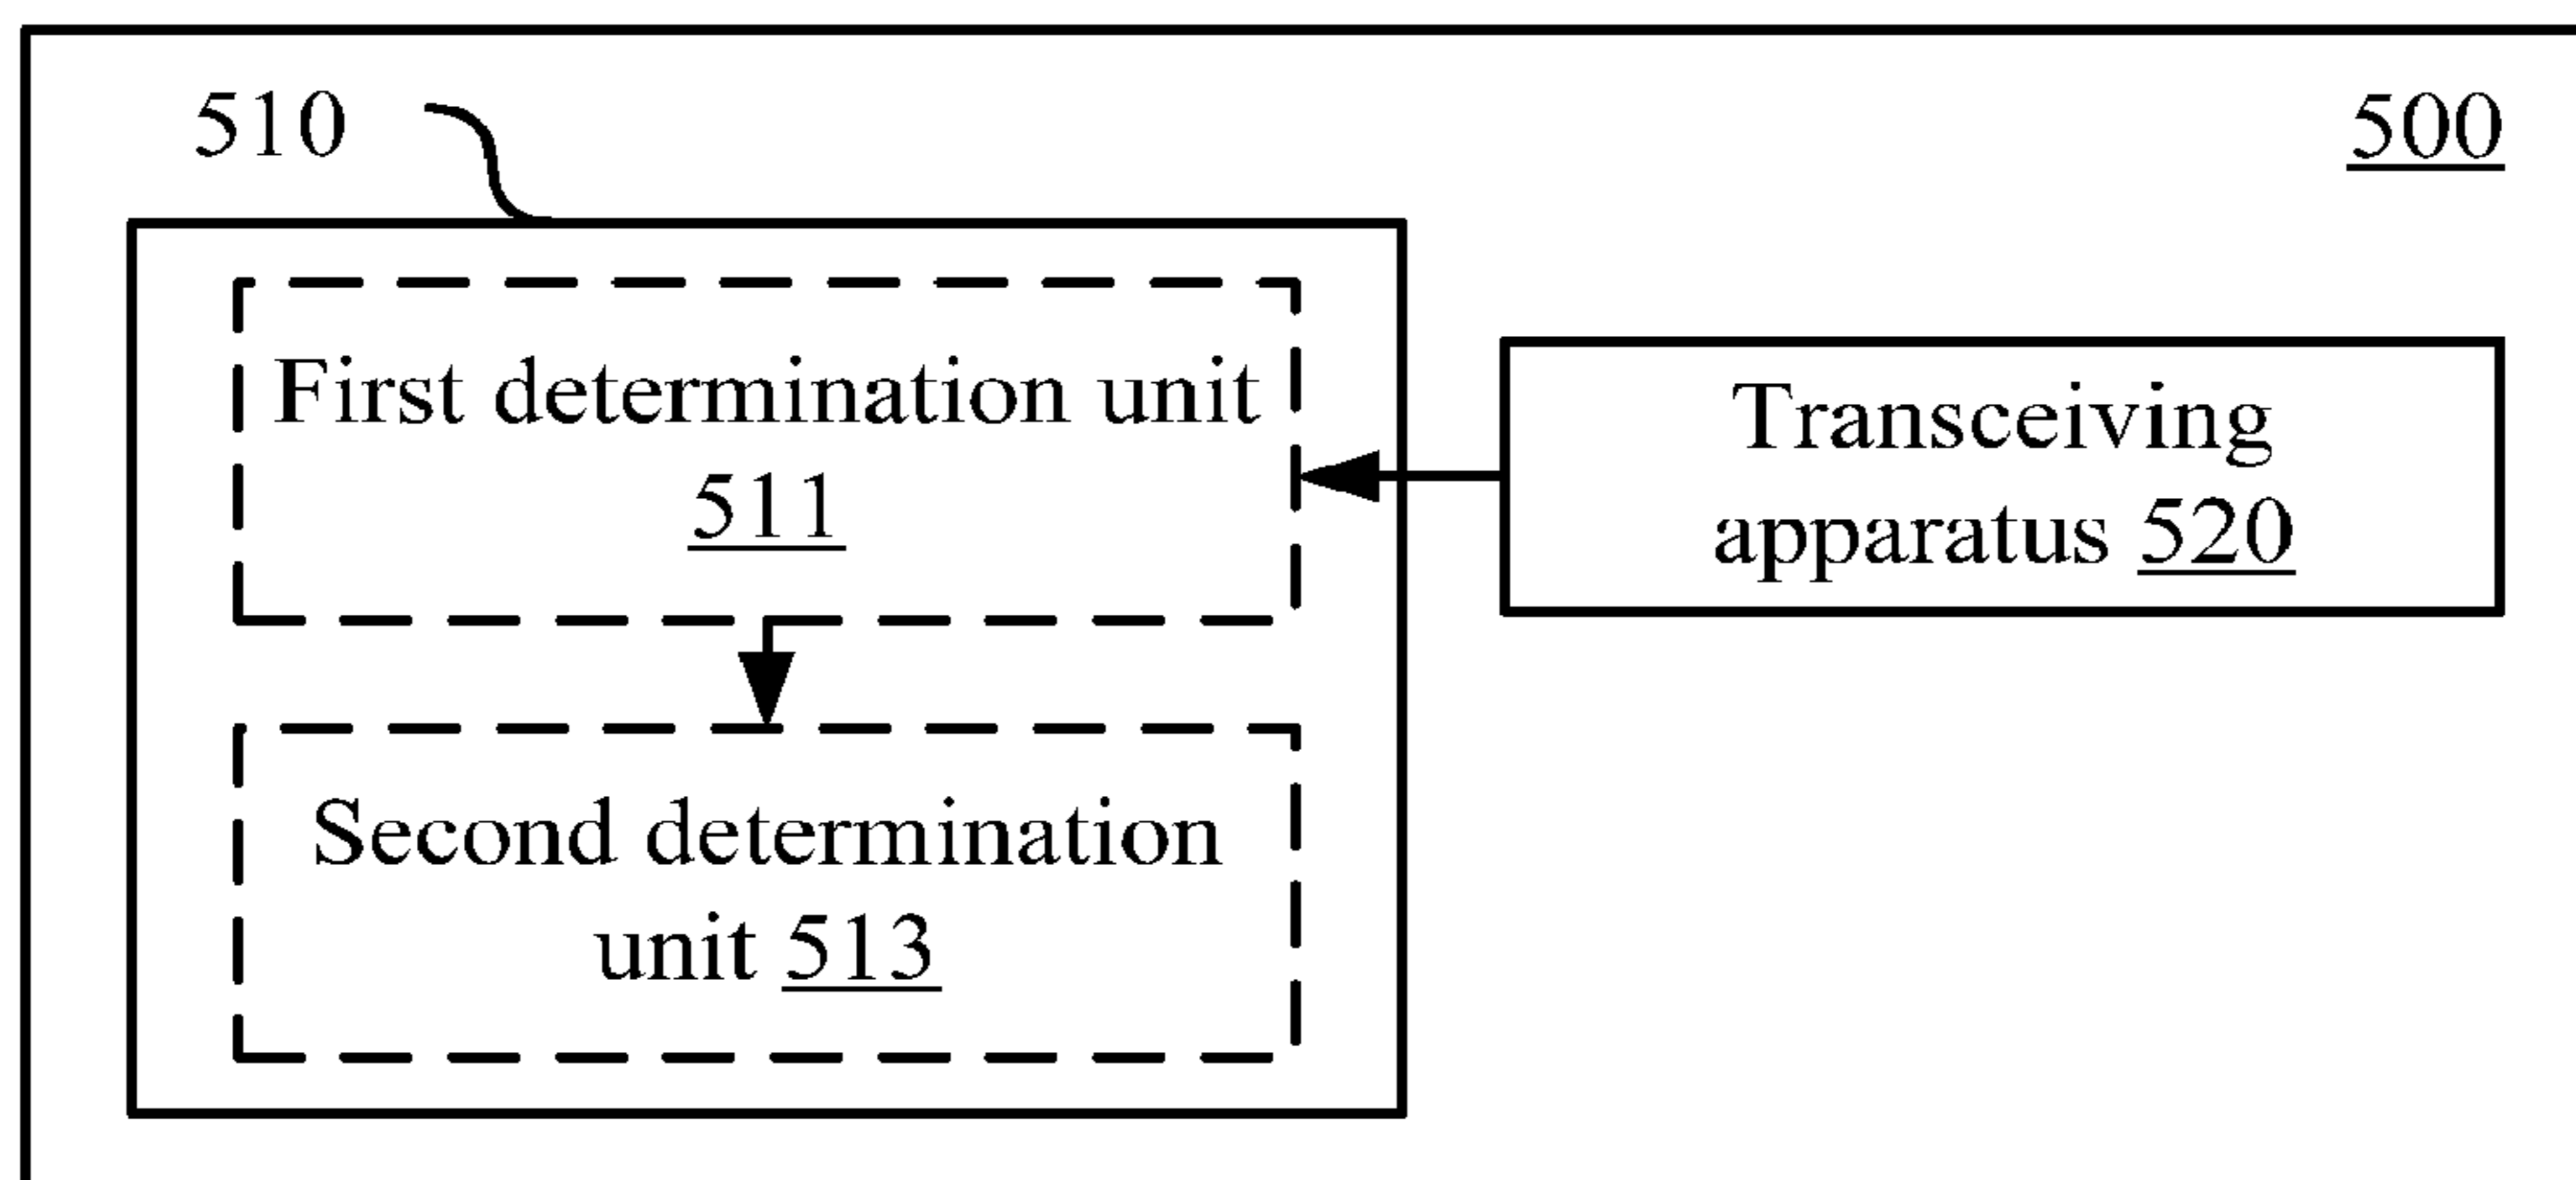 510
500
First determination unit
511
Transceiving
apparatus 520
Second determination
unit 513